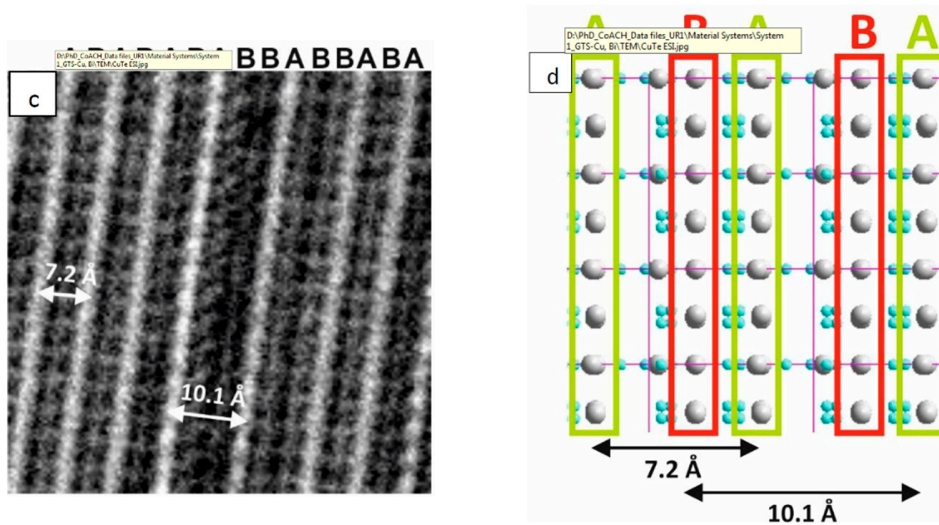 D:\PhD_CoACH_Data files_UR1\Material Systems\System
1_GTS-Cu, Bi\TEM\CuTe ESI.jpg
BBABBABA
c
7.2 Å
10.1 Å
D:\PhD_CoACH_Data files_UR1\Material Systems\System
1_GTS-Cu, Bi\TEM\CuTe ESI.jpg
B A
d
7.2 Å
10.1 Å